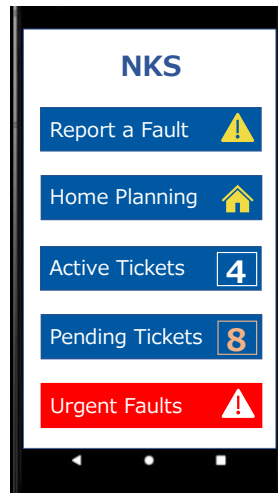 NKS
Report a Fault
Home Planning
Active Tickets 4
Pending Tickets 8
Urgent Faults